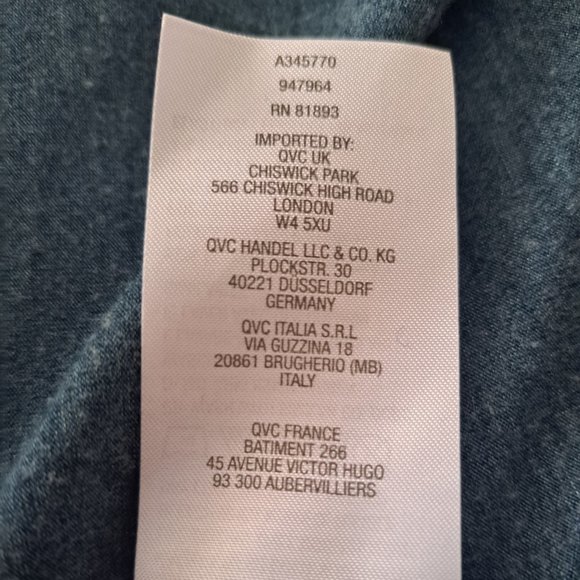 A345770
947964
RN 81893
IMPORTED BY:
QVC UK
CHISWICK PARK
566 CHISWICK HIGH ROAD
LONDON
W4 5XU
QVC HANDEL LLC & CO. KG
PLOCKSTR. 30
40221 DÜSSELDORF
GERMANY
QVC ITALIA S.R.L
VIA GUZZINA 18
20861 BRUGHERIO (MB)
ITALY
QVC FRANCE
BATIMENT 266
45 AVENUE VICTOR HUGO
93 300 AUBERVILLIERS